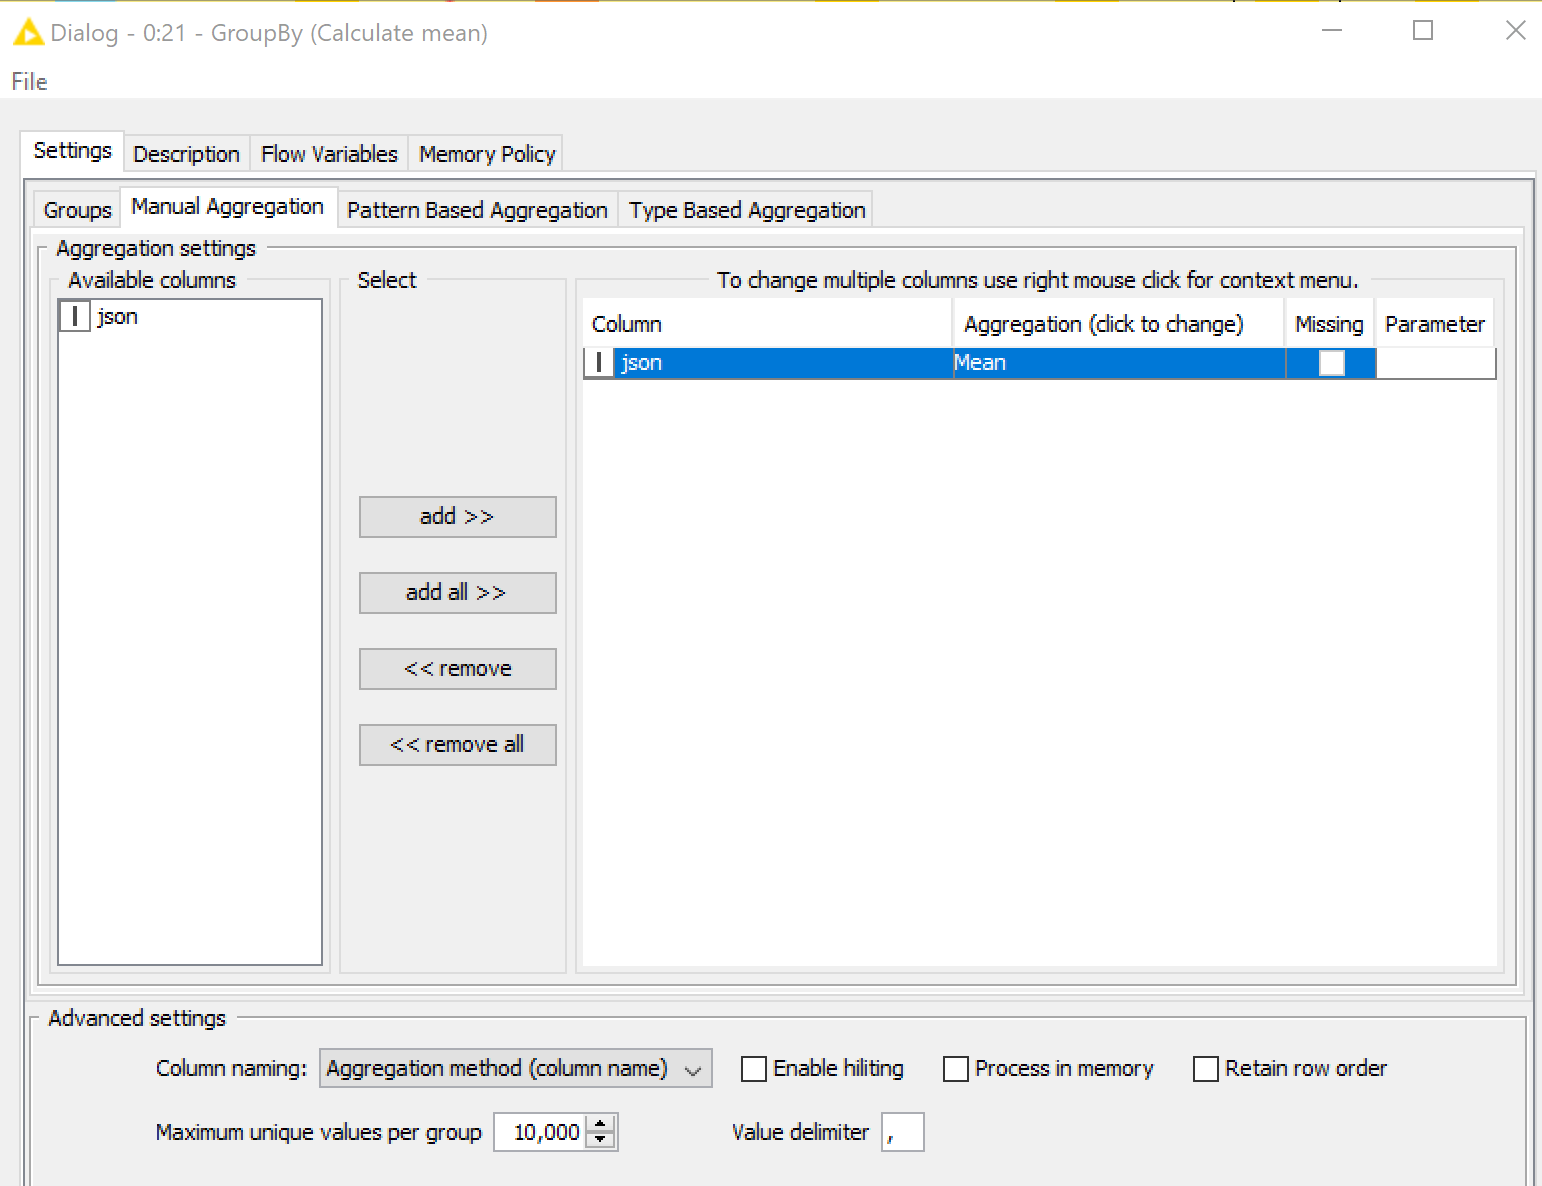 Dialog - 0:21 - GroupBy (Calculate mean)
File
Settings Description Flow Variables Memory Policy
Groups Manual Aggregation Pattern Based Aggregation Type Based Aggregation
Aggregation settings
Available columns Select To change multiple columns use right mouse click for context menu.
I json
Column Aggregation (click to change) Missing Parameter
I json Mean
add >>
add all >>
<< remove
<< remove all
Advanced settings
Column naming: Aggregation method (column name) Enable hiliting Process in memory Retain row order
Maximum unique values per group 10,000 Value delimiter ,